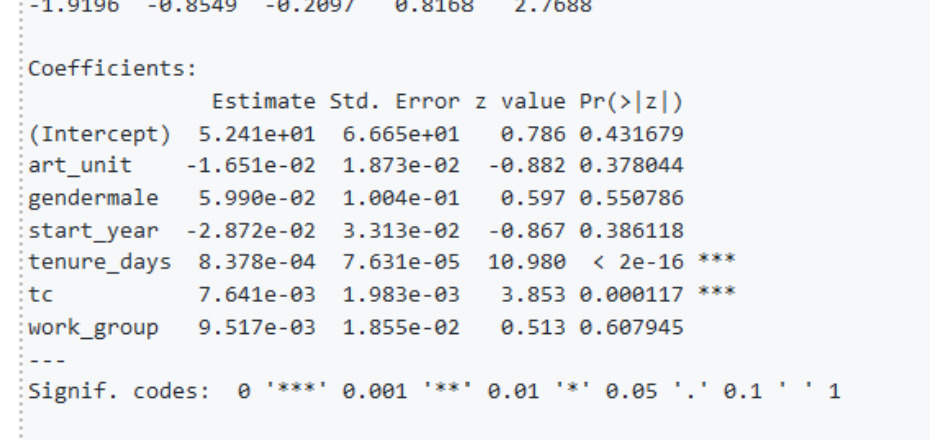 -1.9196 -0.8549 -0.2097 0.8168 2.7688
Coefficients:
Estimate Std. Error z value Pr(>|z|)
(Intercept) 5.241e+01 6.665e+01 0.786 0.431679
art_unit -1.651e-02 1.873e-02 -0.882 0.378044
gendermale 5.990e-02 1.004e-01 0.597 0.550786
start_year -2.872e-02 3.313e-02 -0.867 0.386118
tenure_days 8.378e-04 7.631e-05 10.980 < 2e-16 ***
tc 7.641e-03 1.983e-03 3.853 0.000117 ***
work_group 9.517e-03 1.855e-02 0.513 0.607945
---
Signif. codes: 0 '***' 0.001 '**' 0.01 '*' 0.05 '.' 0.1 ' ' 1